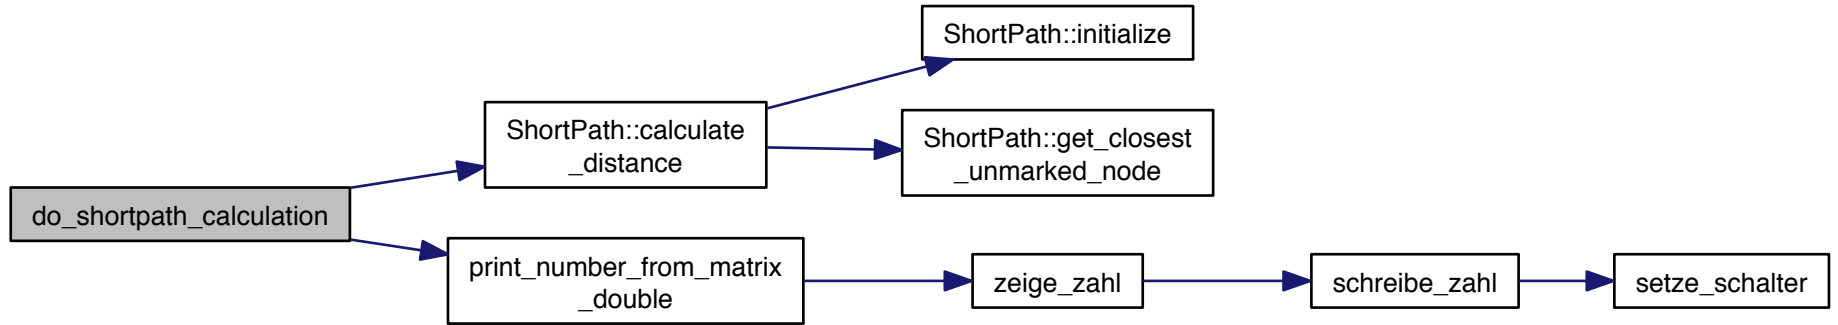 ShortPath::initialize
ShortPath::calculate
_distance
ShortPath::get_closest
_unmarked_node
do_shortpath_calculation
print_number_from_matrix
_double
zeige_zahl
schreibe_zahl
setze_schalter